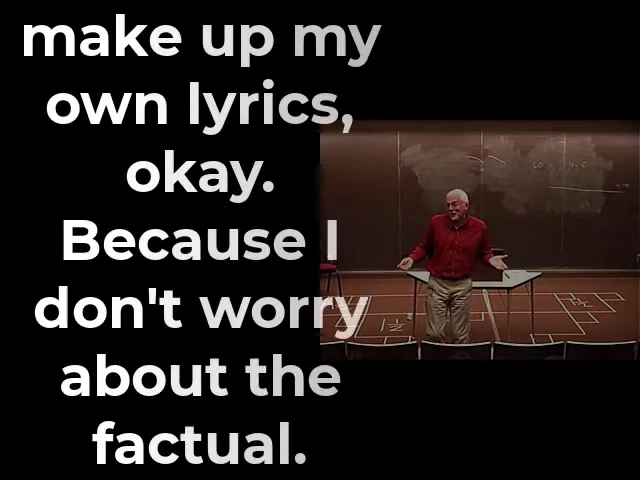 make up my
own lyrics,
okay.
Because I
don't worry
about the
factual.